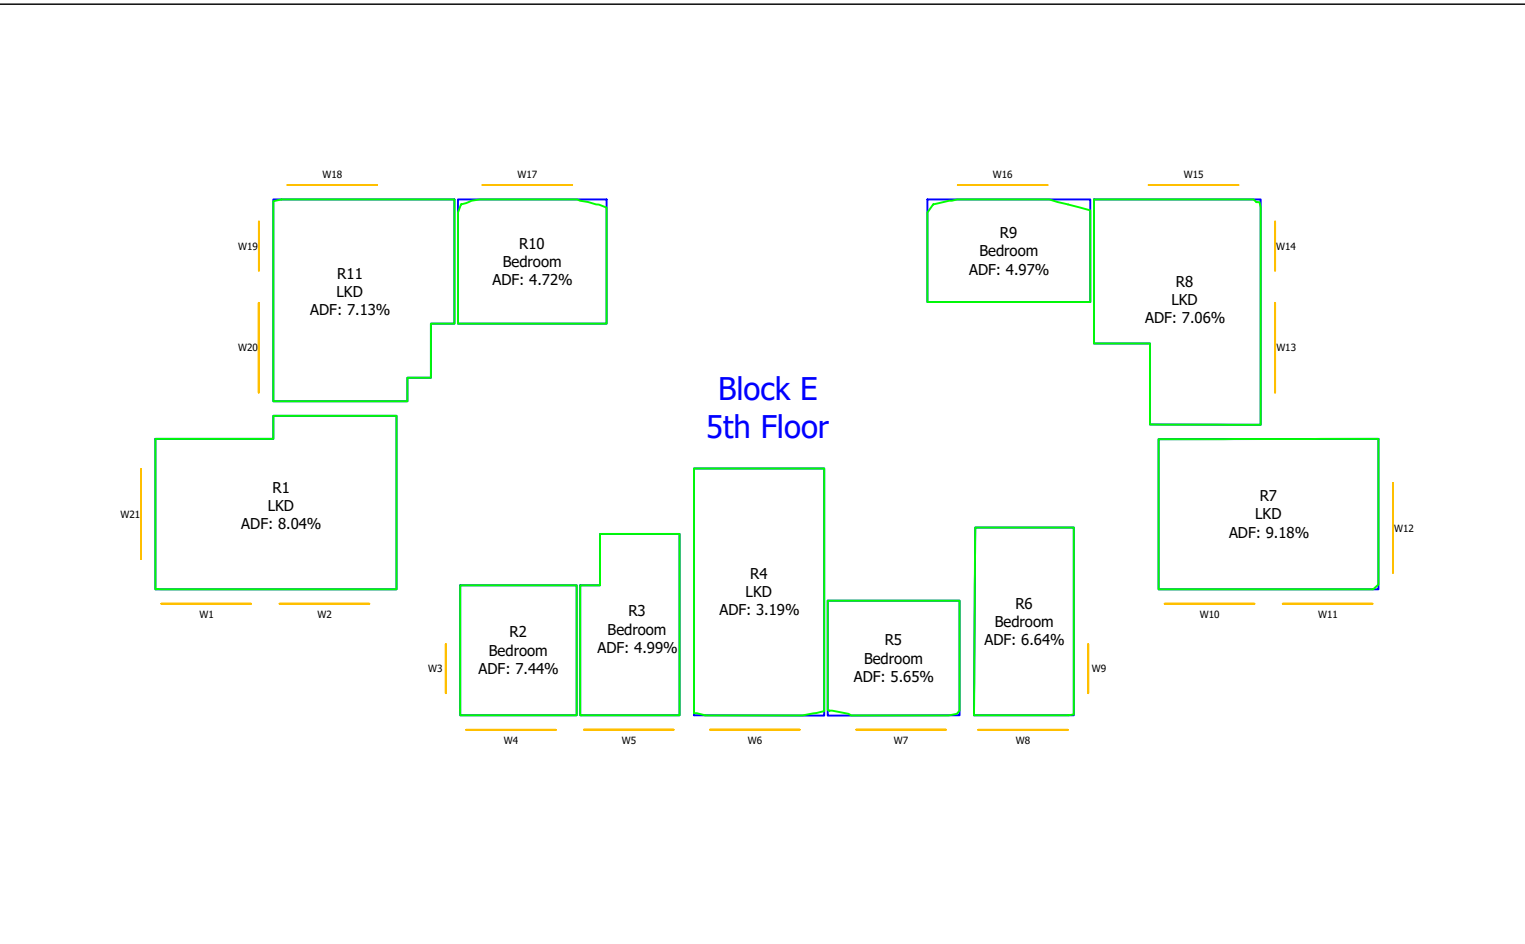 W18
W17
W16
W15
W19
W14
R10
Bedroom
ADF: 4.72%
R9
Bedroom
ADF: 4.97%
R11
LKD
ADF: 7.13%
R8
LKD
ADF: 7.06%
W20
W13
Block E
5th Floor
R1
LKD
ADF: 8.04%
W21
R7
LKD
ADF: 9.18%
W12
R4
LKD
ADF: 3.19%
W1
W2
W10
W11
R2
Bedroom
ADF: 7.44%
R3
Bedroom
ADF: 4.99%
R5
Bedroom
ADF: 5.65%
R6
Bedroom
ADF: 6.64%
W3
W9
W4
W5
W6
W7
W8